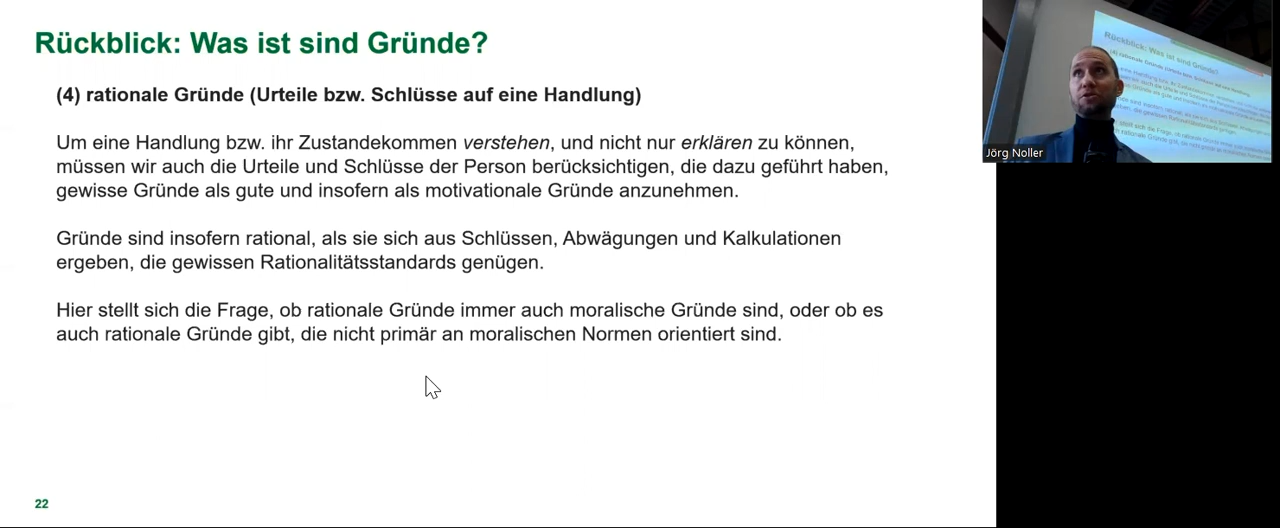 Rückblick: Was ist sind Gründe?
(4) rationale Gründe (Urteile bzw. Schlüsse auf eine Handlung)
Um eine Handlung bzw. ihr Zustandekommen verstehen, und nicht nur erklären zu können,
müssen wir auch die Urteile und Schlüsse der Person berücksichtigen, die dazu geführt haben,
gewisse Gründe als gute und insofern als motivationale Gründe anzunehmen.
Gründe sind insofern rational, als sie sich aus Schlüssen, Abwägungen und Kalkulationen
ergeben, die gewissen Rationalitätsstandards genügen.
Hier stellt sich die Frage, ob rationale Gründe immer auch moralische Gründe sind, oder ob es
auch rationale Gründe gibt, die nicht primär an moralischen Normen orientiert sind.
22
Rückblick: Was ist sind Gründe?
Jörg Noller